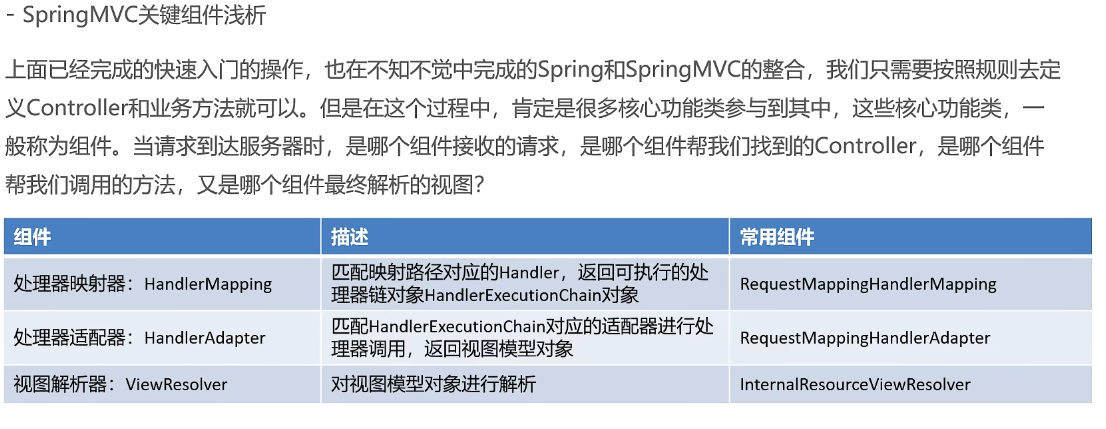 - SpringMVC关键组件浅析
上面已经完成的快速入门的操作，也在不知不觉中完成的Spring和SpringMVC的整合，我们只需要按照规则去定
义Controller和业务方法就可以。但是在这个过程中，肯定是很多核心功能类参与到其中，这些核心功能类，一
般称为组件。当请求到达服务器时，是哪个组件接收的请求，是哪个组件帮我们找到的Controller，是哪个组件
帮我们调用的方法，又是哪个组件最终解析的视图？
组件 描述 常用组件
处理器映射器：HandlerMapping
匹配映射路径对应的Handler，返回可执行的处
理器链对象HandlerExecutionChain对象
RequestMappingHandlerMapping
处理器适配器：HandlerAdapter
匹配HandlerExecutionChain对应的适配器进行处
理器调用，返回视图模型对象
RequestMappingHandlerAdapter
视图解析器：ViewResolver 对视图模型对象进行解析 InternalResourceViewResolver